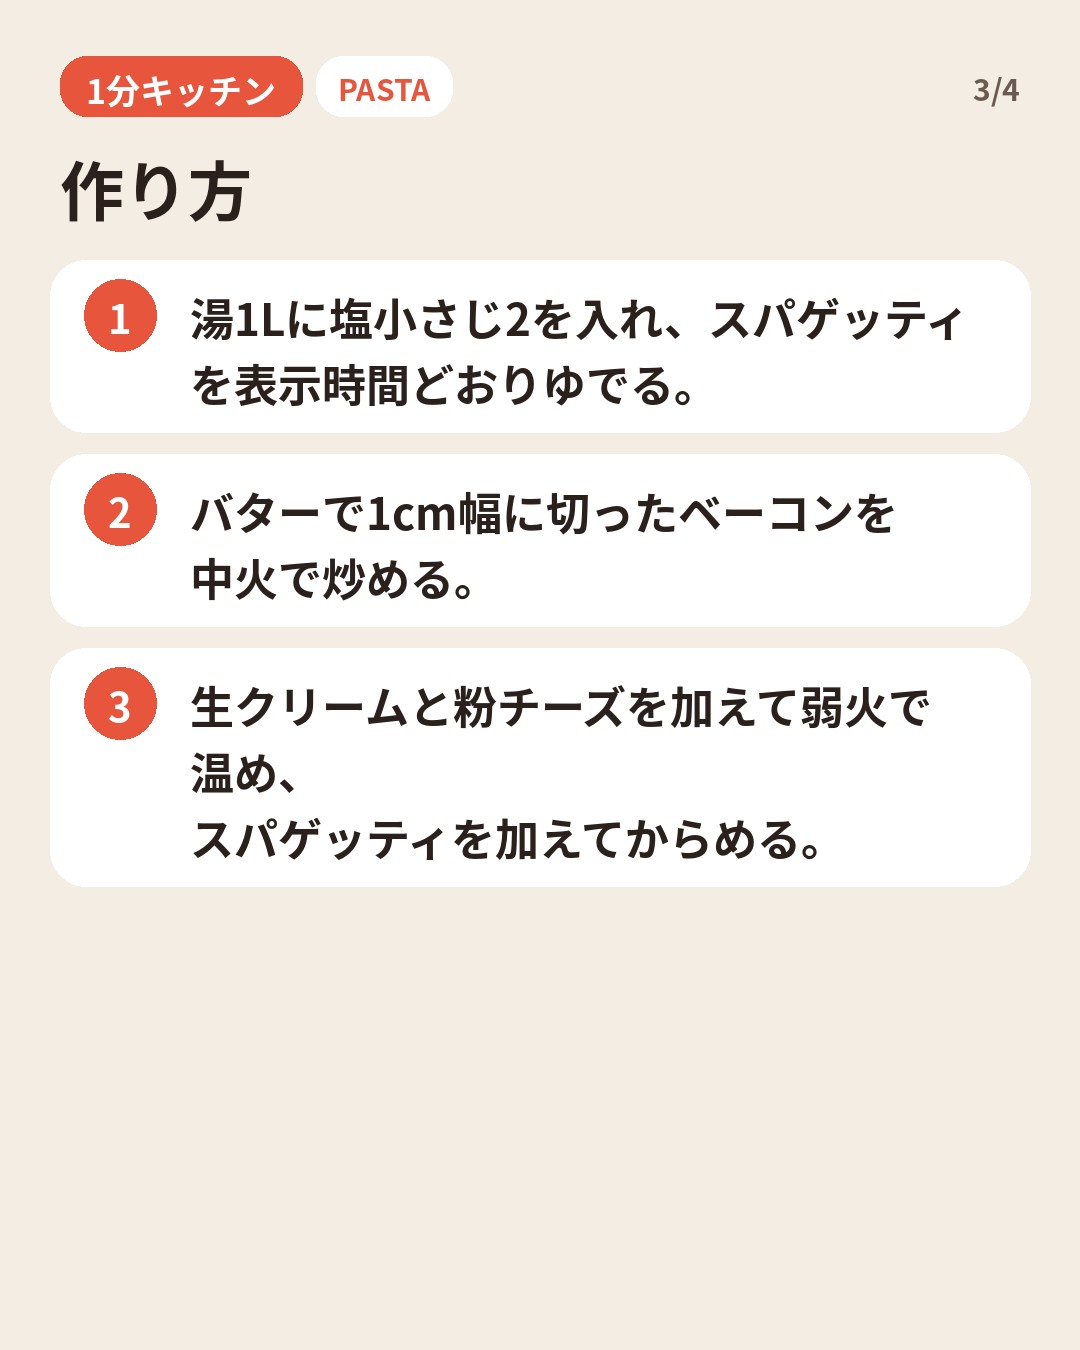 1分キッチン PASTA 3/4
作り方
1 湯1Lに塩小さじ2を入れ、スパゲッティ
を表示時間どおりゆでる。
2 バターで1cm幅に切ったベーコンを
中火で炒める。
3 生クリームと粉チーズを加えて弱火で
温め、
スパゲッティを加えてからめる。